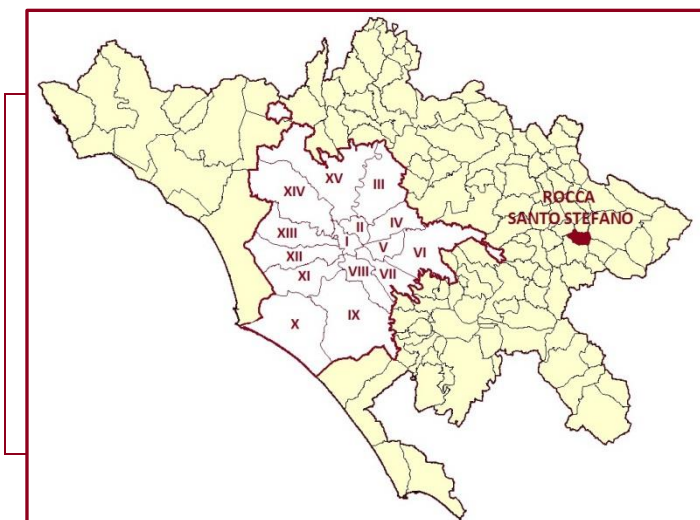 XV
III
XIV
ROCCA
SANTO STEFANO
II
IV
XIII
I
V
VI
XII
XI
VIII
VII
X
IX